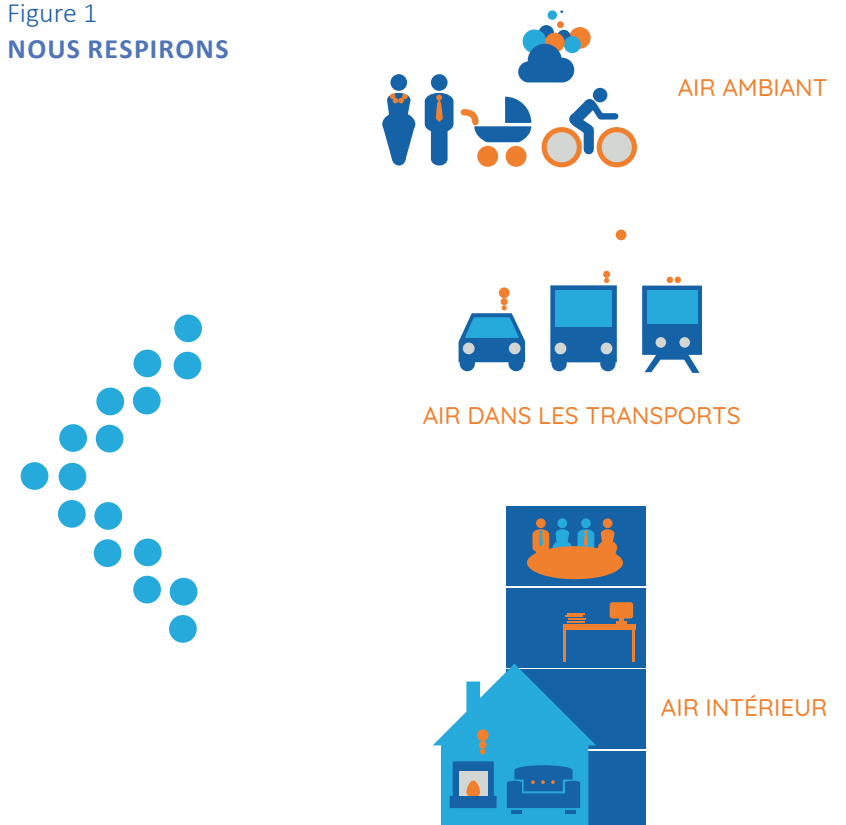 Figure 1
NOUS RESPIRONS
AIR AMBIANT
AIR DANS LES TRANSPORTS
AIR INTÉRIEUR